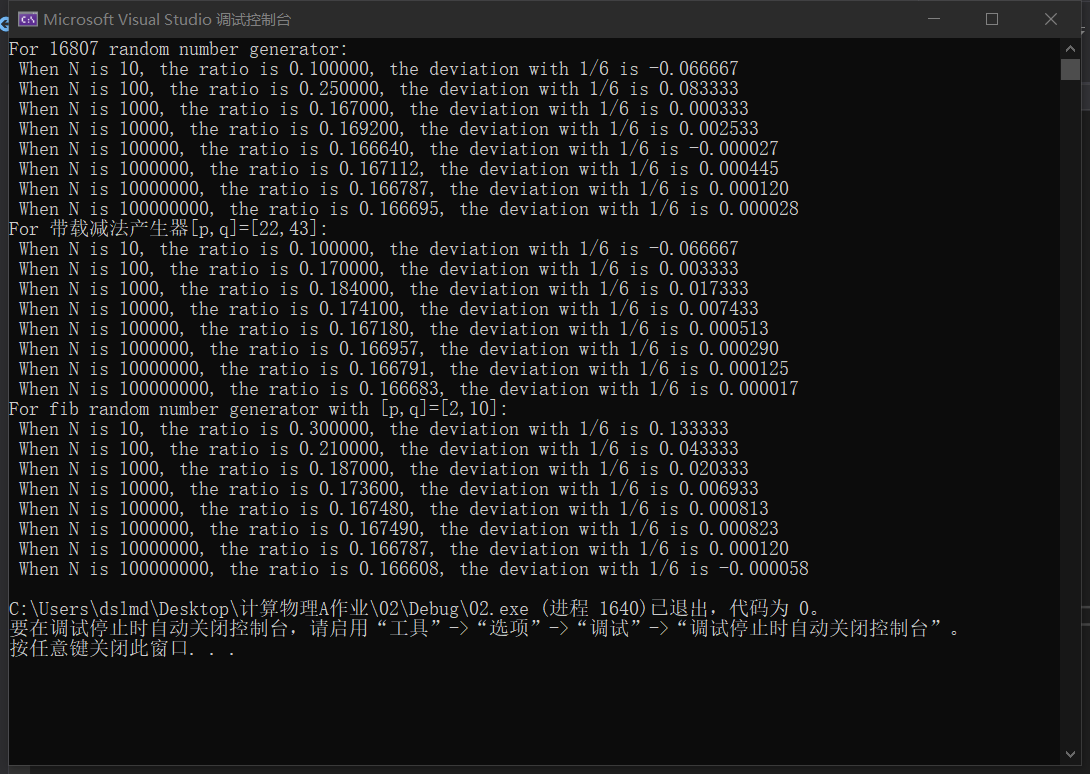 Microsoft Visual Studio 调试控制台
For 16807 random number generator:
When N is 10, the ratio is 0.100000, the deviation with 1/6 is -0.066667
When N is 100, the ratio is 0.250000, the deviation with 1/6 is 0.083333
When N is 1000, the ratio is 0.167000, the deviation with 1/6 is 0.000333
When N is 10000, the ratio is 0.169200, the deviation with 1/6 is 0.002533
When N is 100000, the ratio is 0.166640, the deviation with 1/6 is -0.000027
When N is 1000000, the ratio is 0.167112, the deviation with 1/6 is 0.000445
When N is 10000000, the ratio is 0.166787, the deviation with 1/6 is 0.000120
When N is 100000000, the ratio is 0.166695, the deviation with 1/6 is 0.000028
For 带载减法产生器[p,q]=[22,43]:
When N is 10, the ratio is 0.100000, the deviation with 1/6 is -0.066667
When N is 100, the ratio is 0.170000, the deviation with 1/6 is 0.003333
When N is 1000, the ratio is 0.184000, the deviation with 1/6 is 0.017333
When N is 10000, the ratio is 0.174100, the deviation with 1/6 is 0.007433
When N is 100000, the ratio is 0.167180, the deviation with 1/6 is 0.000513
When N is 1000000, the ratio is 0.166957, the deviation with 1/6 is 0.000290
When N is 10000000, the ratio is 0.166791, the deviation with 1/6 is 0.000125
When N is 100000000, the ratio is 0.166683, the deviation with 1/6 is 0.000017
For fib random number generator with [p,q]=[2,10]:
When N is 10, the ratio is 0.300000, the deviation with 1/6 is 0.133333
When N is 100, the ratio is 0.210000, the deviation with 1/6 is 0.043333
When N is 1000, the ratio is 0.187000, the deviation with 1/6 is 0.020333
When N is 10000, the ratio is 0.173600, the deviation with 1/6 is 0.006933
When N is 100000, the ratio is 0.167480, the deviation with 1/6 is 0.000813
When N is 1000000, the ratio is 0.167490, the deviation with 1/6 is 0.000823
When N is 10000000, the ratio is 0.166787, the deviation with 1/6 is 0.000120
When N is 100000000, the ratio is 0.166608, the deviation with 1/6 is -0.000058
C:\Users\dslmd\Desktop\计算物理A作业\02\Debug\02.exe (进程 1640)已退出，代码为 0。
要在调试停止时自动关闭控制台，请启用“工具”->“选项”->“调试”->“调试停止时自动关闭控制台”。
按任意键关闭此窗口. . .